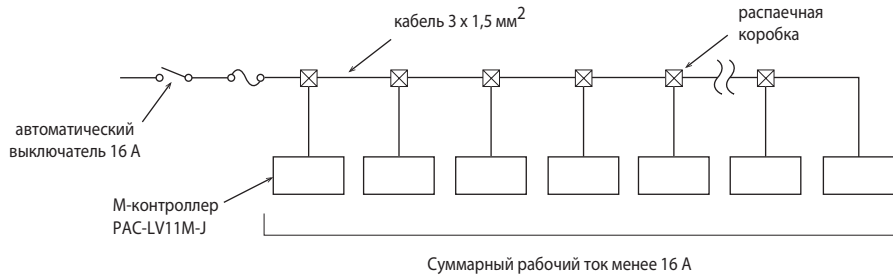 кабель 3 x 1,5 мм2
распаечная
коробка
автоматический
выключатель 16 А
М-контроллер
PAC-LV11M-J
Суммарный рабочий ток менее 16 А